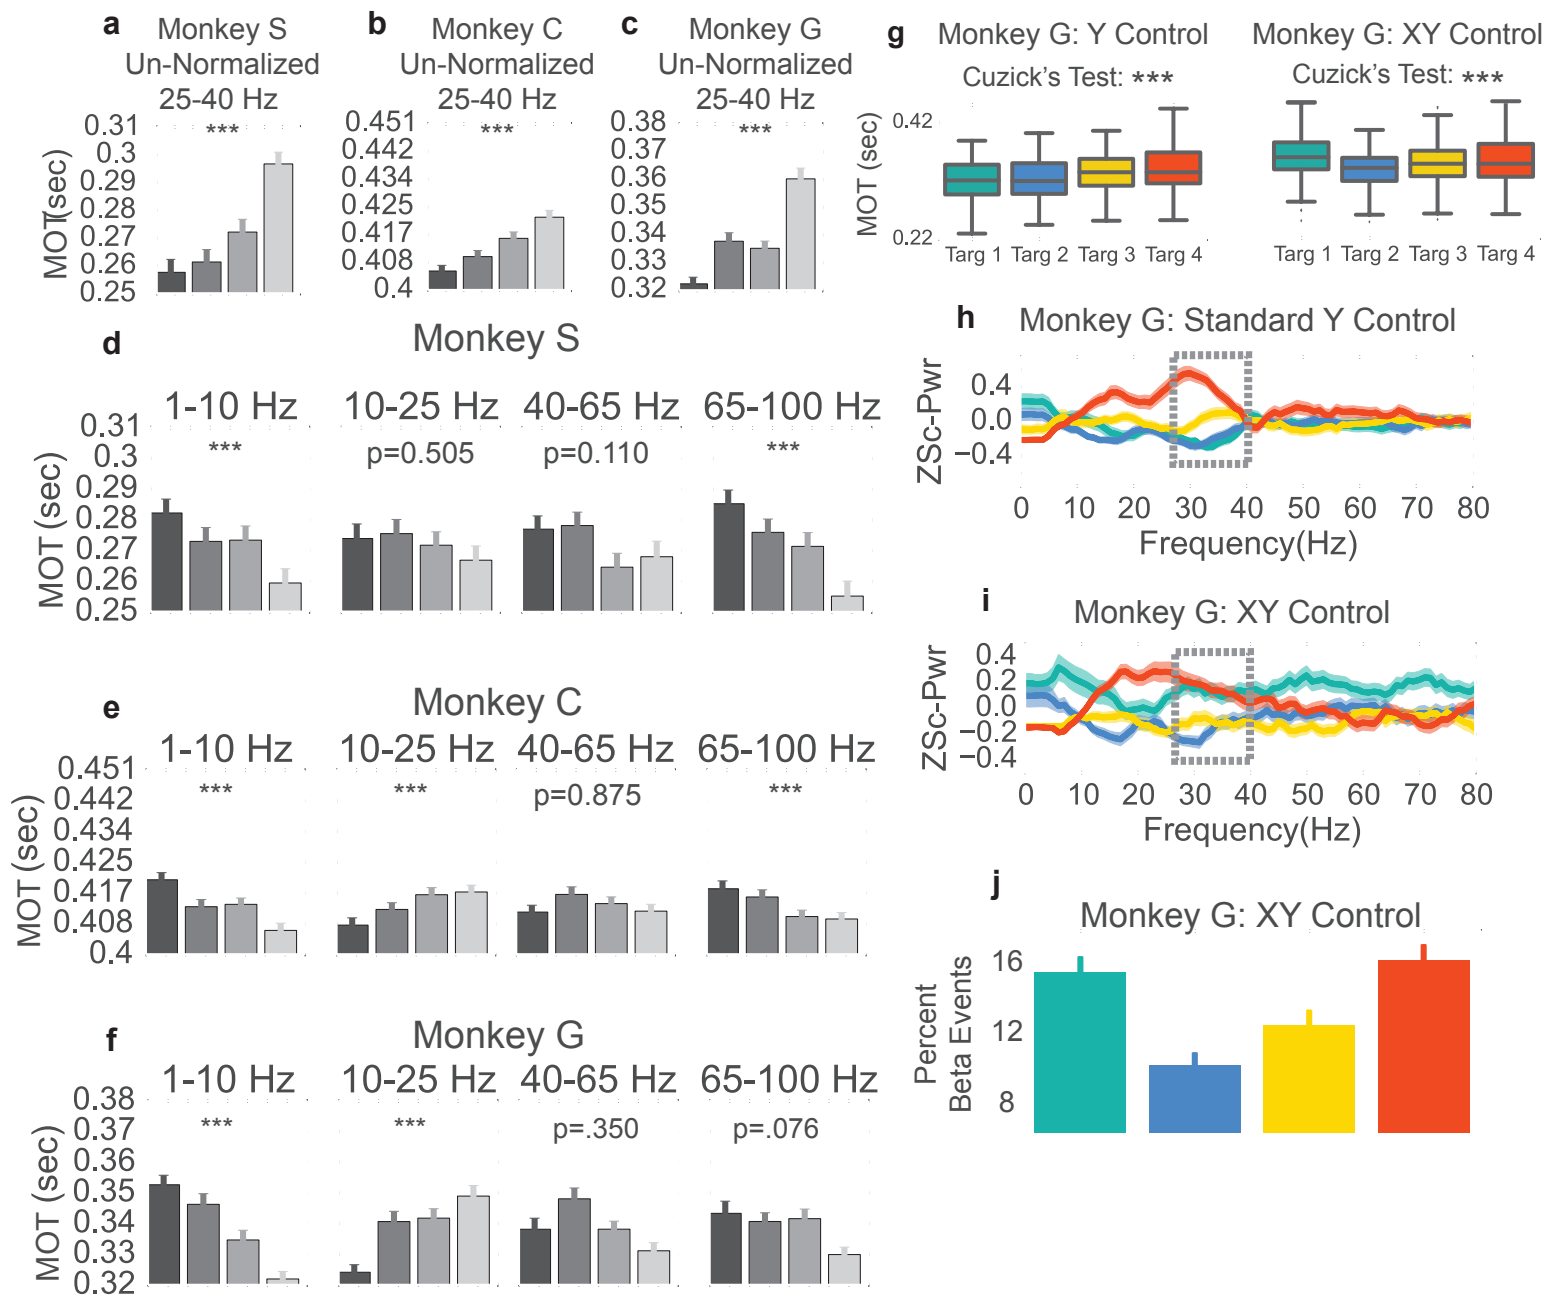 a
Monkey S
Un-Normalized
25-40 Hz
***
0.31
0.3
0.29
0.28
0.27
0.26
0.25
MOT(sec)
b
Monkey C
Un-Normalized
25-40 Hz
***
0.451
0.442
0.434
0.425
0.417
0.408
0.4
c
Monkey G
Un-Normalized
25-40 Hz
***
0.38
0.37
0.36
0.35
0.34
0.33
0.32
d
Monkey S
1-10 Hz
10-25 Hz
40-65 Hz
65-100 Hz
***
p=0.505
p=0.110
***
0.31
0.3
0.29
0.28
0.27
0.26
0.25
MOT (sec)
e
Monkey C
1-10 Hz
10-25 Hz
40-65 Hz
65-100 Hz
***
***
p=0.875
***
0.451
0.442
0.434
0.425
0.417
0.408
0.4
MOT (sec)
f
Monkey G
1-10 Hz
10-25 Hz
40-65 Hz
65-100 Hz
***
***
p=.350
p=.076
0.38
0.37
0.36
0.35
0.34
0.33
0.32
MOT (sec)
g
Monkey G: Y Control
Cuzick's Test: ***
0.42
0.22
MOT (sec)
Targ 1 Targ 2 Targ 3 Targ 4
Monkey G: XY Control
Cuzick's Test: ***
Targ 1 Targ 2 Targ 3 Targ 4
h
Monkey G: Standard Y Control
0.4
0.0
−0.4
ZSc-Pwr
0 10 20 30 40 50 60 70 80
Frequency(Hz)
i
Monkey G: XY Control
0.4
0.2
0.0
−0.2
−0.4
ZSc-Pwr
0 10 20 30 40 50 60 70 80
Frequency(Hz)
j
Monkey G: XY Control
16
12
8
Percent
Beta Events